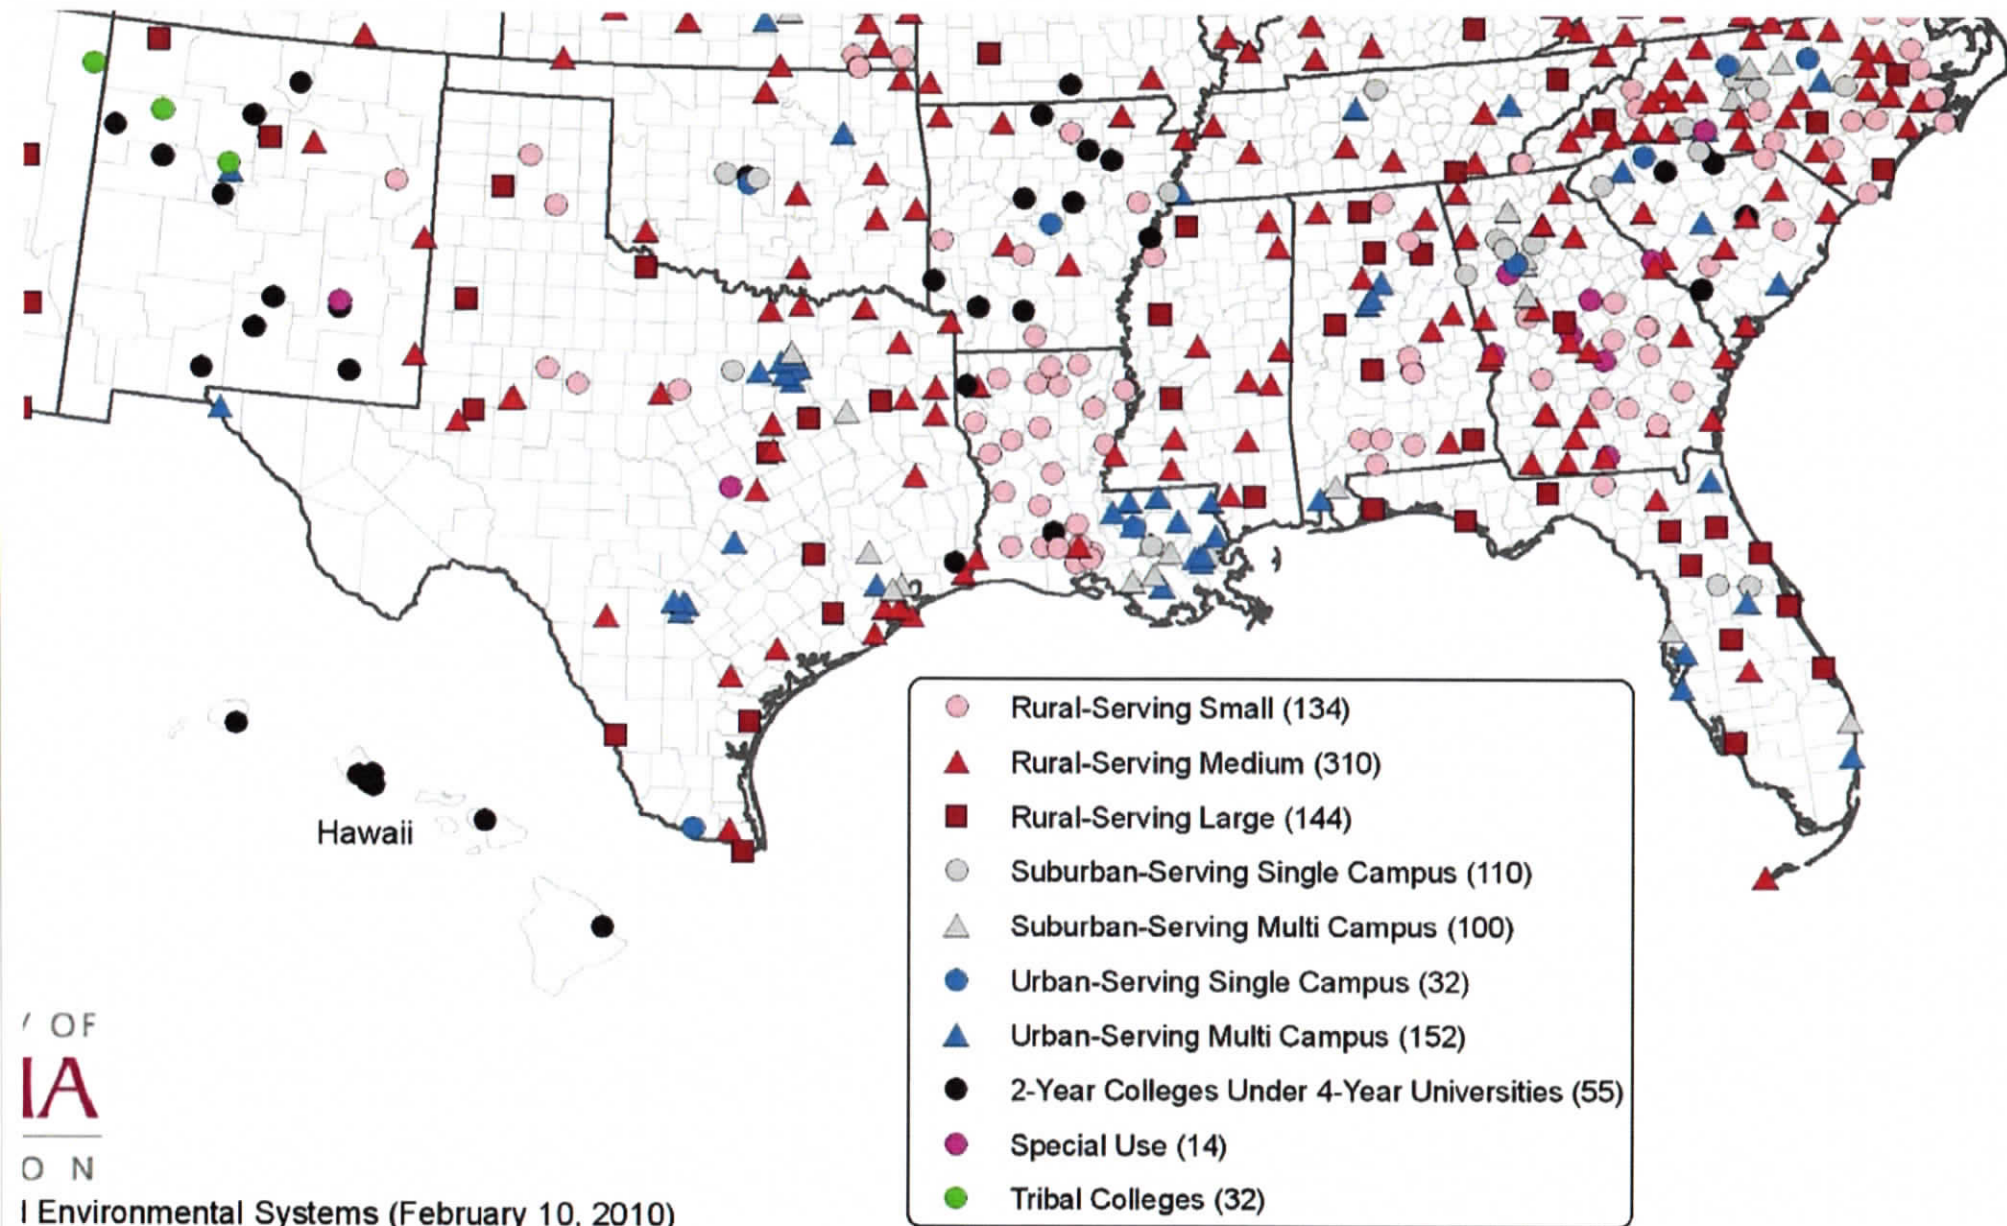 Hawaii
Rural-Serving Small (134)
Rural-Serving Medium (310)
Rural-Serving Large (144)
Suburban-Serving Single Campus (110)
Suburban-Serving Multi Campus (100)
Urban-Serving Single Campus (32)
Urban-Serving Multi Campus (152)
2-Year Colleges Under 4-Year Universities (55)
Special Use (14)
Tribal Colleges (32)
OF
IA
O N
Environmental Systems (February 10, 2010)